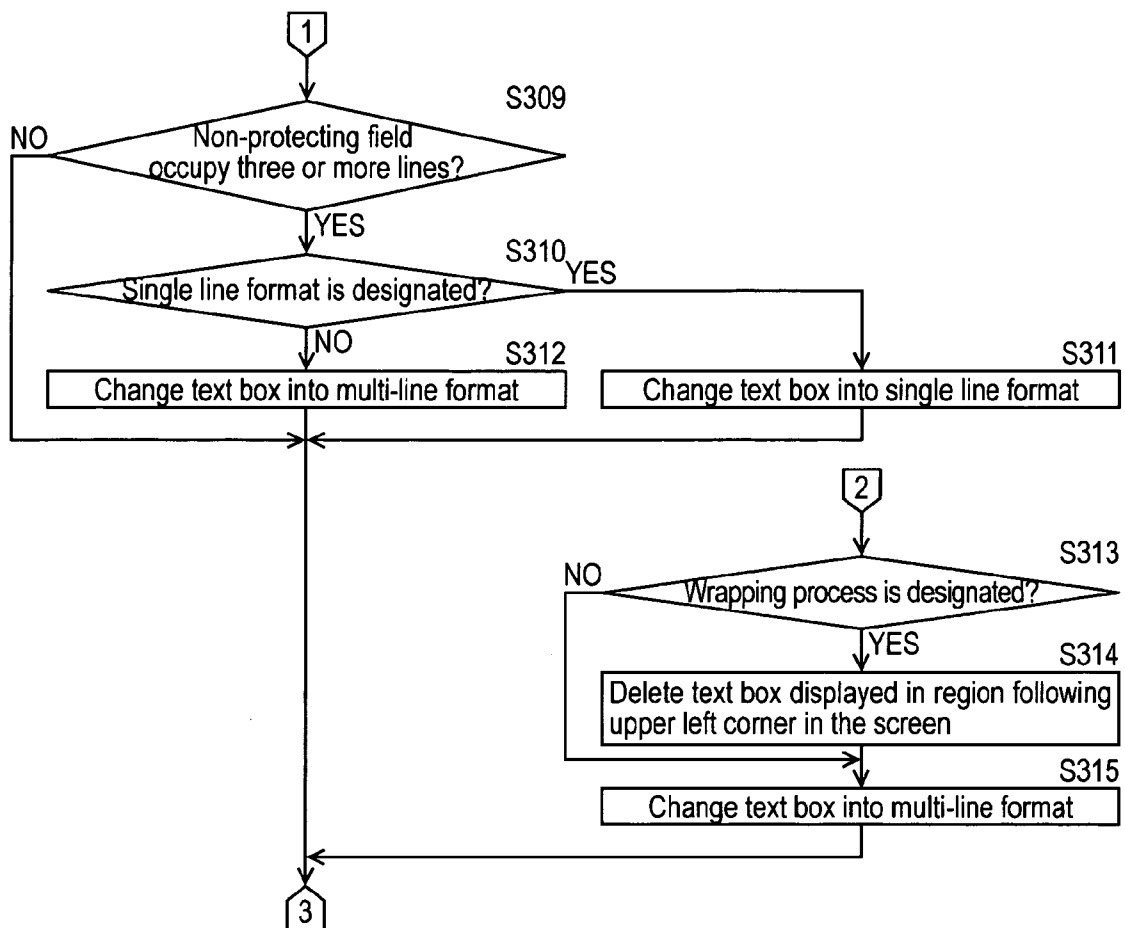 1
S309
NO
Non-protecting field
occupy three or more lines?
YES
S310
YES
Single line format is designated?
NO
S312
S311
Change text box into multi-line format
Change text box into single line format
2
S313
NO
Wrapping process is designated?
YES
S314
Delete text box displayed in region following
upper left corner in the screen
S315
Change text box into multi-line format
3